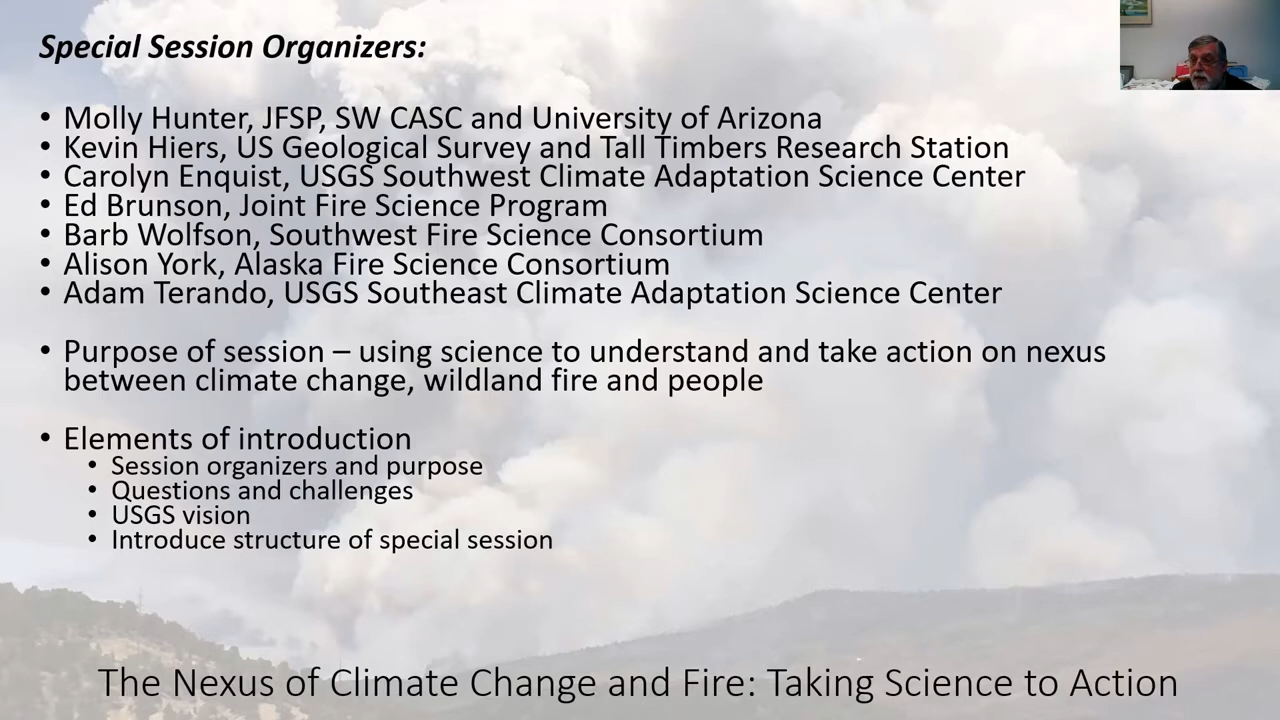 Special Session Organizers:
• Molly Hunter, JFSP, SW CASC and University of Arizona
• Kevin Hiers, US Geological Survey and Tall Timbers Research Station
• Carolyn Enquist, USGS Southwest Climate Adaptation Science Center
• Ed Brunson, Joint Fire Science Program
• Barb Wolfson, Southwest Fire Science Consortium
• Alison York, Alaska Fire Science Consortium
• Adam Terando, USGS Southeast Climate Adaptation Science Center
• Purpose of session – using science to understand and take action on nexus
between climate change, wildland fire and people
• Elements of introduction
• Session organizers and purpose
• Questions and challenges
• USGS vision
• Introduce structure of special session
The Nexus of Climate Change and Fire: Taking Science to Action